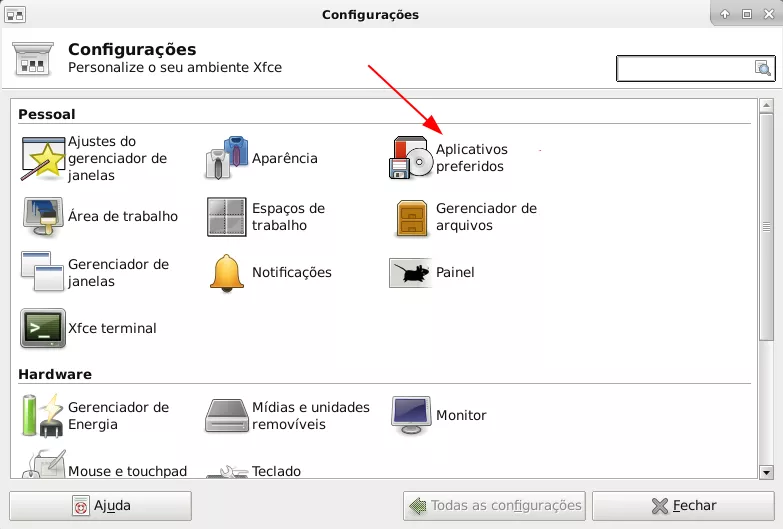 Configurações
Configurações
Personalize o seu ambiente Xfce
Pessoal
Ajustes do
gerenciador de
janelas
Aparência
Aplicativos
preferidos
Área de trabalho
Espaços de
trabalho
Gerenciador de
arquivos
Gerenciador de
janelas
Notificações
Painel
>_
Xfce terminal
Hardware
Gerenciador de
Energia
Mídias e unidades
removíveis
Monitor
Mouse e touchpad
Teclado
Ajuda
Todas as configurações
Fechar